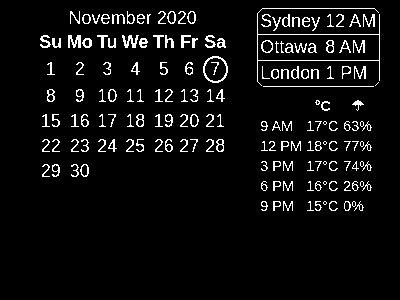 November 2020
Su Mo Tu We Th Fr Sa
1 2 3 4 5 6 7
8 9 10 11 12 13 14
15 16 17 18 19 20 21
22 23 24 25 26 27 28
29 30
Sydney 12 AM
Ottawa 8 AM
London 1 PM
°C ☂
9 AM 17°C 63%
12 PM 18°C 77%
3 PM 17°C 74%
6 PM 16°C 26%
9 PM 15°C 0%